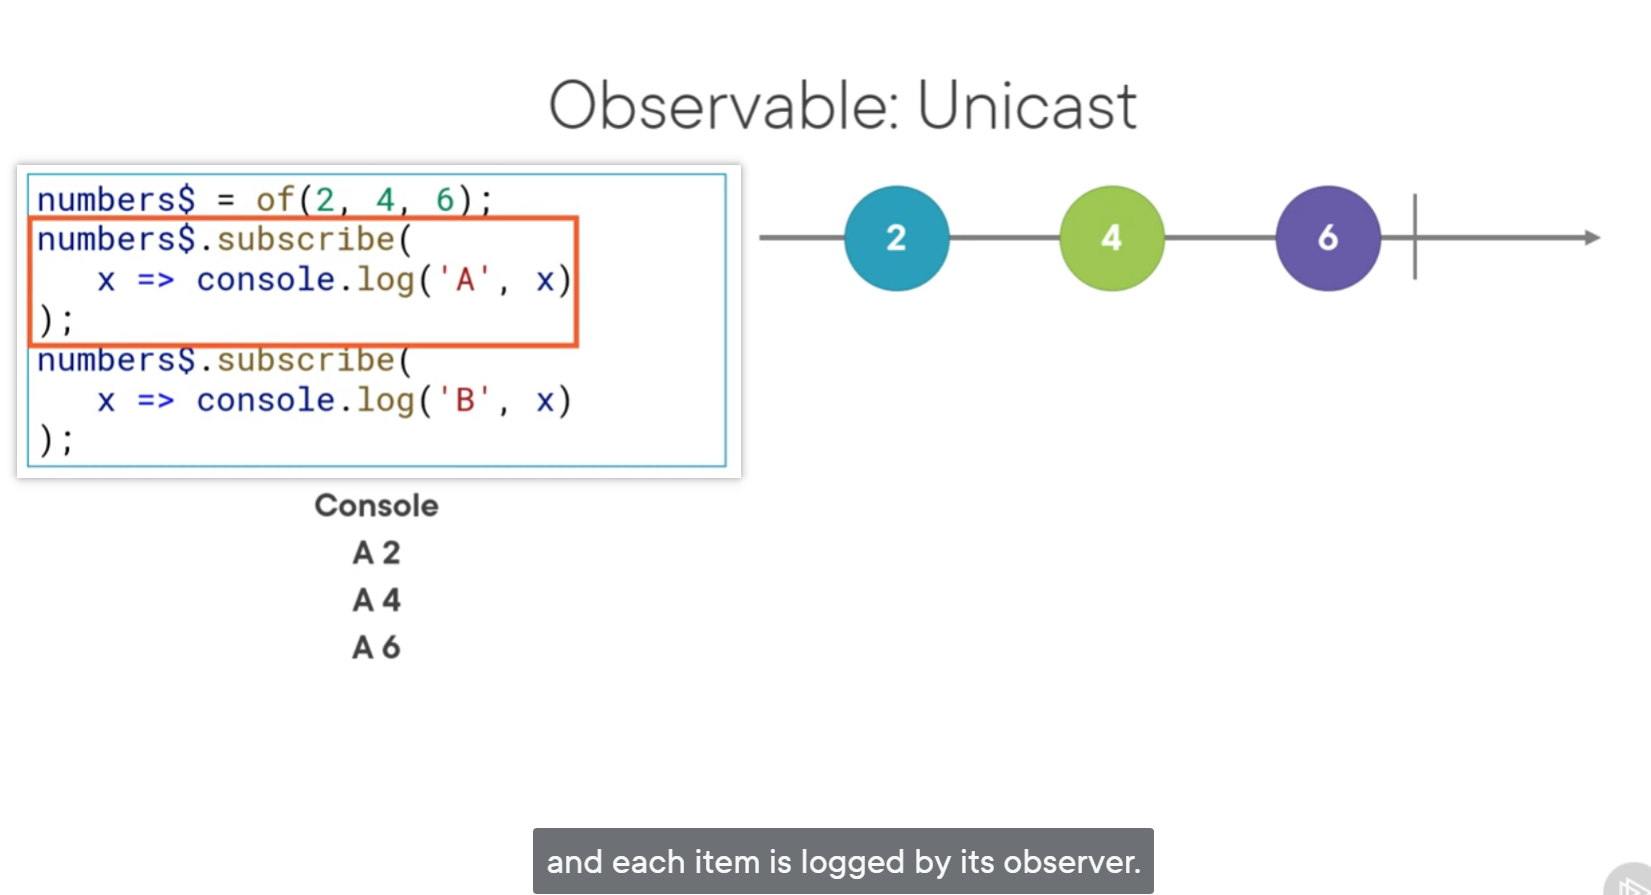 Observable: Unicast
numbers$ = of(2, 4, 6);
numbers$.subscribe(
x => console.log('A', x)
);
numbers$.subscribe(
x => console.log('B', x)
);
2 4 6
Console
A 2
A 4
A 6
and each item is logged by its observer.